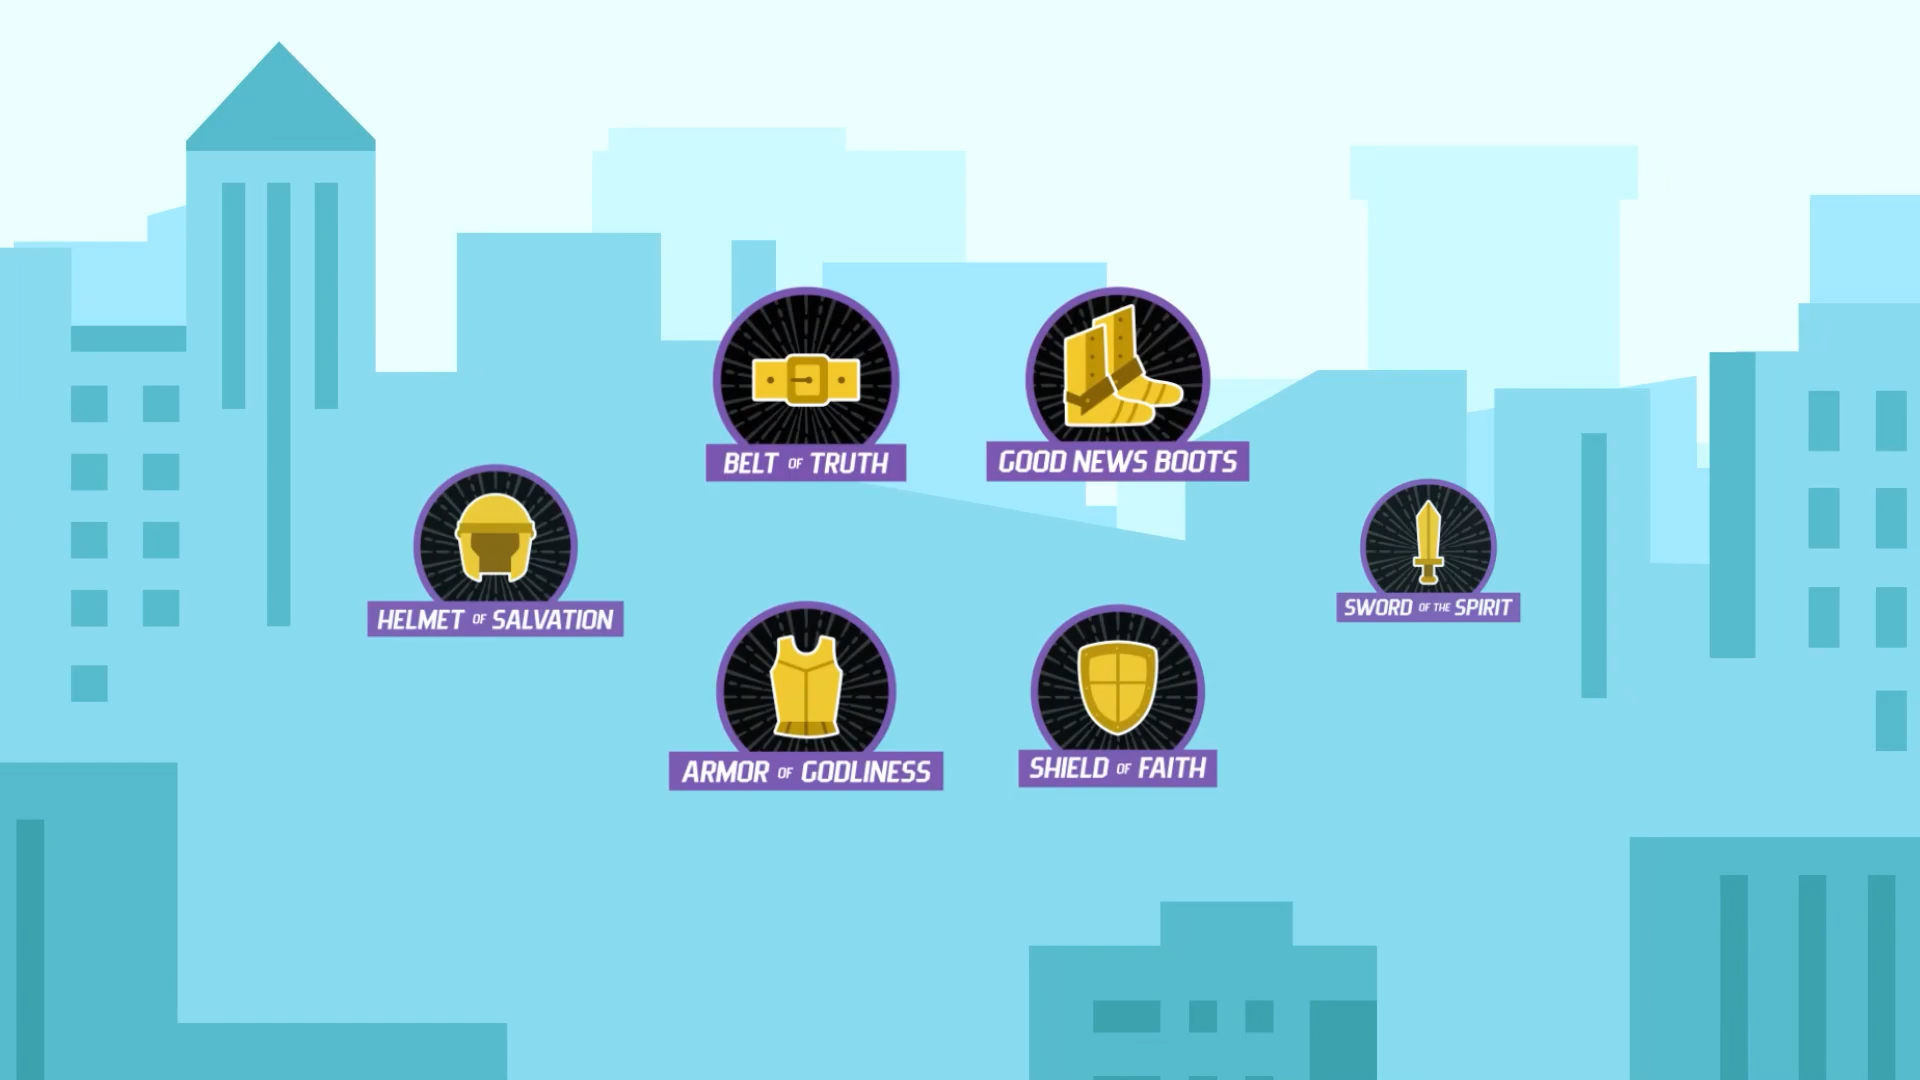 BELT OF TRUTH
GOOD NEWS BOOTS
HELMET OF SALVATION
SWORD OF THE SPIRIT
ARMOR OF GODLINESS
SHIELD OF FAITH